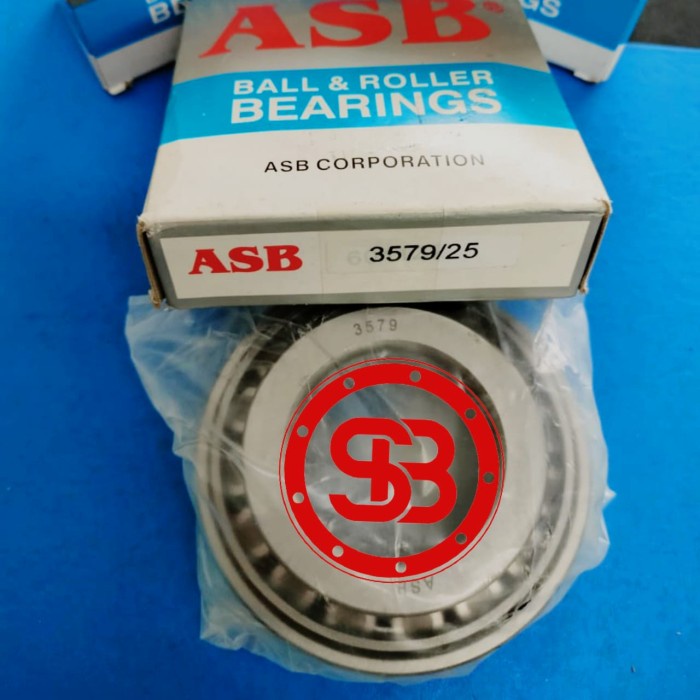 ASB®
BALL & ROLLER
BEARINGS
ASB CORPORATION
ASB 3579/25
3579
SB
ASB